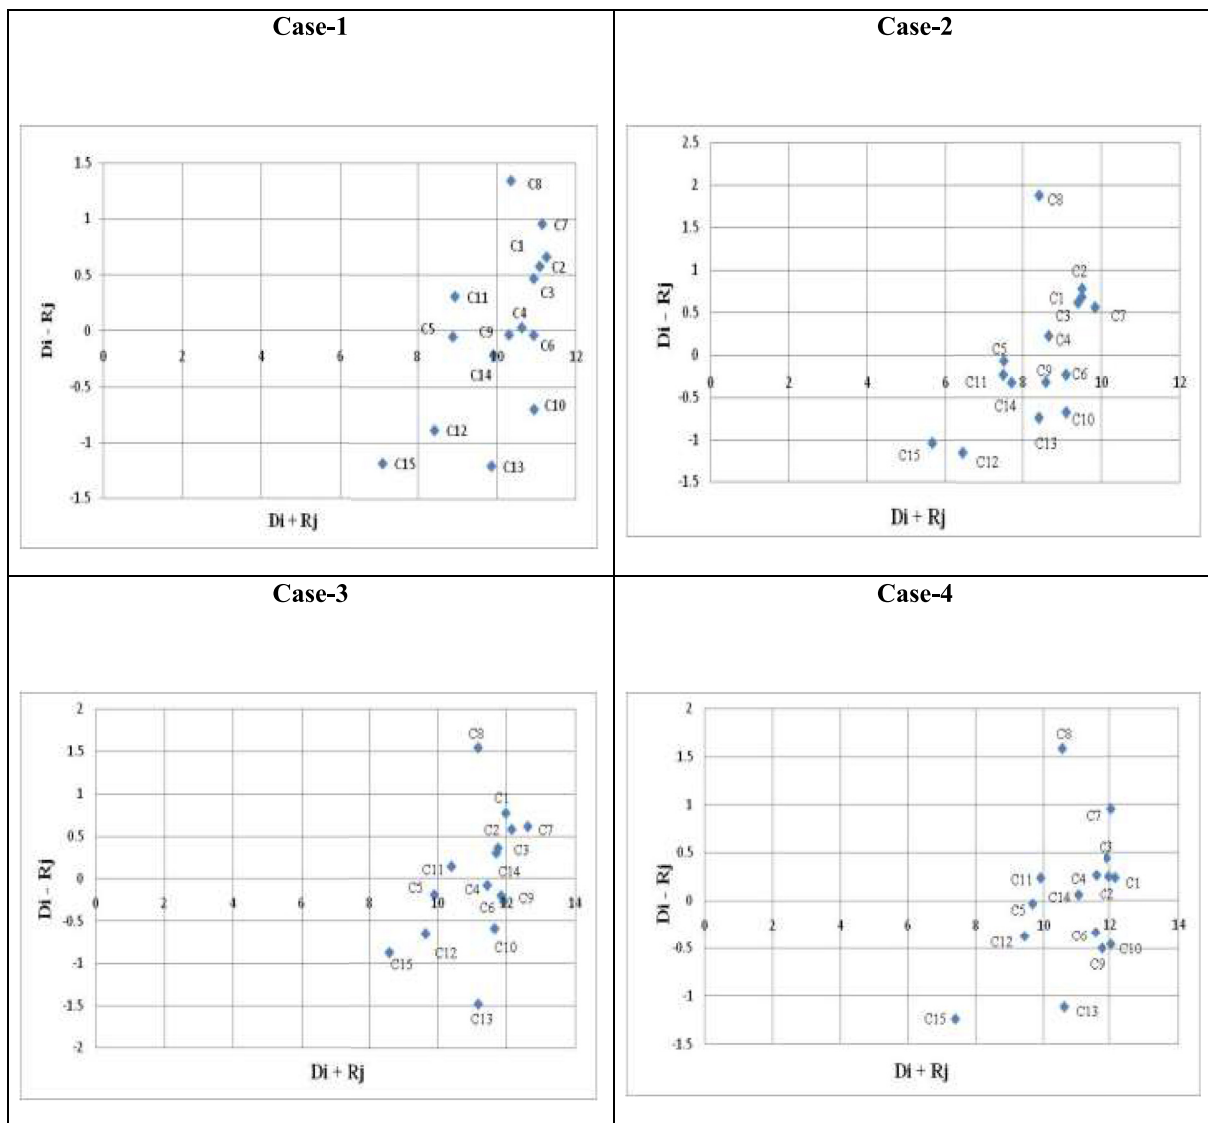 Case-1
1.5
C8
1
C7
C1
C2
0.5
C3
C11
C4
C5
C9
0
C6
0 2 4 6 8 10 12
C14
-0.5
C10
C12
-1
C15
C13
-1.5
Di - Rj
Di + Rj
Case-2
2.5
2
C8
1.5
C2
1
C1
C3
C7
0.5
C4
C5
0
C9
C6
C11
0 2 4 6 8 10 12
C14
-0.5
C10
C13
C15
-1
C12
-1.5
Di - Rj
Di + Rj
Case-3
2
C8
1.5
C1
1
C2
C7
0.5
C3
C11
C14
C5
C4
0
C9
C6
0 2 4 6 8 10 12 14
-0.5
C10
C12
C15
-1
-1.5
C13
-2
Di - Rj
Di + Rj
Case-4
2
C8
1.5
1
C7
C3
0.5
C11
C4
C1
C14
C2
0
C5
0 2 4 6 8 10 12 14
C6
C12
C10
-0.5
C9
-1
C15
C13
-1.5
Di - Rj
Di + Rj